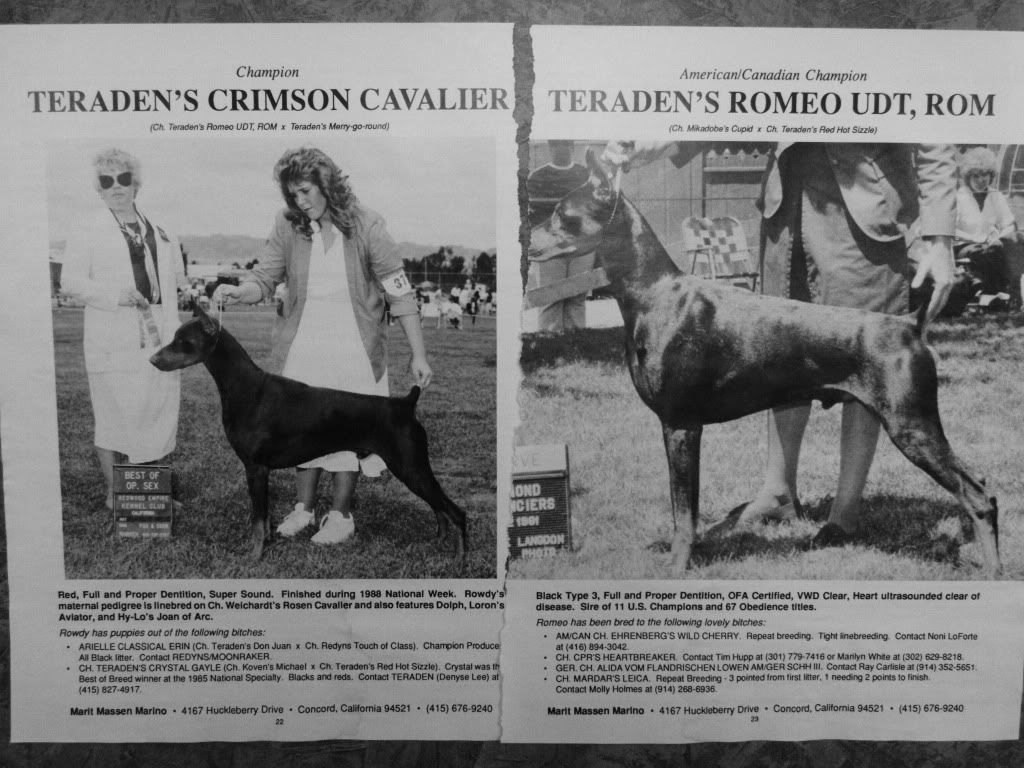 Champion
TERADEN'S CRIMSON CAVALIER
(Ch. Teraden's Romeo UDT, ROM x Teraden's Merry-go-round)
37
BEST OF
OP. SEX
REDWOOD EMPIRE
KENNEL CLUB
CALIFORNIA
Red, Full and Proper Dentition, Super Sound. Finished during 1988 National Week. Rowdy's
maternal pedigree is linebred on Ch. Weichardt's Rosen Cavalier and also features Dolph, Loron's
Aviator, and Hy-Lo's Joan of Arc.
Rowdy has puppies out of the following bitches:
• ARIELLE CLASSICAL ERIN (Ch. Teraden's Don Juan x Ch. Redyns Touch of Class). Champion Produce
All Black litter. Contact REDYNS/MOONRAKER.
• CH. TERADEN'S CRYSTAL GAYLE (Ch. Koven's Michael x Ch. Teraden's Red Hot Sizzle). Crystal was th
Best of Breed winner at the 1985 National Specialty. Blacks and reds. Contact TERADEN (Denyse Lee) at
(415) 827-4917.
Marit Massen Marino • 4167 Huckleberry Drive • Concord, California 94521 • (415) 676-9240
22
American/Canadian Champion
TERADEN'S ROMEO UDT, ROM
(Ch. Mikadobe's Cupid x Ch. Teraden's Red Hot Sizzle)
VE
OND
NCIERS
1981
LANGDON
PHOTO
Black Type 3, Full and Proper Dentition, OFA Certified, VWD Clear, Heart ultrasounded clear of
disease. Sire of 11 U.S. Champions and 67 Obedience titles.
Romeo has been bred to the following lovely bitches:
• AM/CAN CH. EHRENBERG'S WILD CHERRY. Repeat breeding. Tight linebreeding. Contact Noni LoForte
at (416) 894-3042.
• CH. CPR'S HEARTBREAKER. Contact Tim Hupp at (301) 779-7416 or Marilyn White at (302) 629-8218.
• GER. CH. ALIDA VOM FLANDRISCHEN LOWEN AM/GER SCHH III. Contact Ray Carlisle at (914) 352-5651.
• CH. MARDAR'S LEICA. Repeat Breeding - 3 pointed from first litter, 1 needing 2 points to finish.
Contact Molly Holmes at (914) 268-6936.
Marit Massen Marino • 4167 Huckleberry Drive • Concord, California 94521 • (415) 676-9240
23